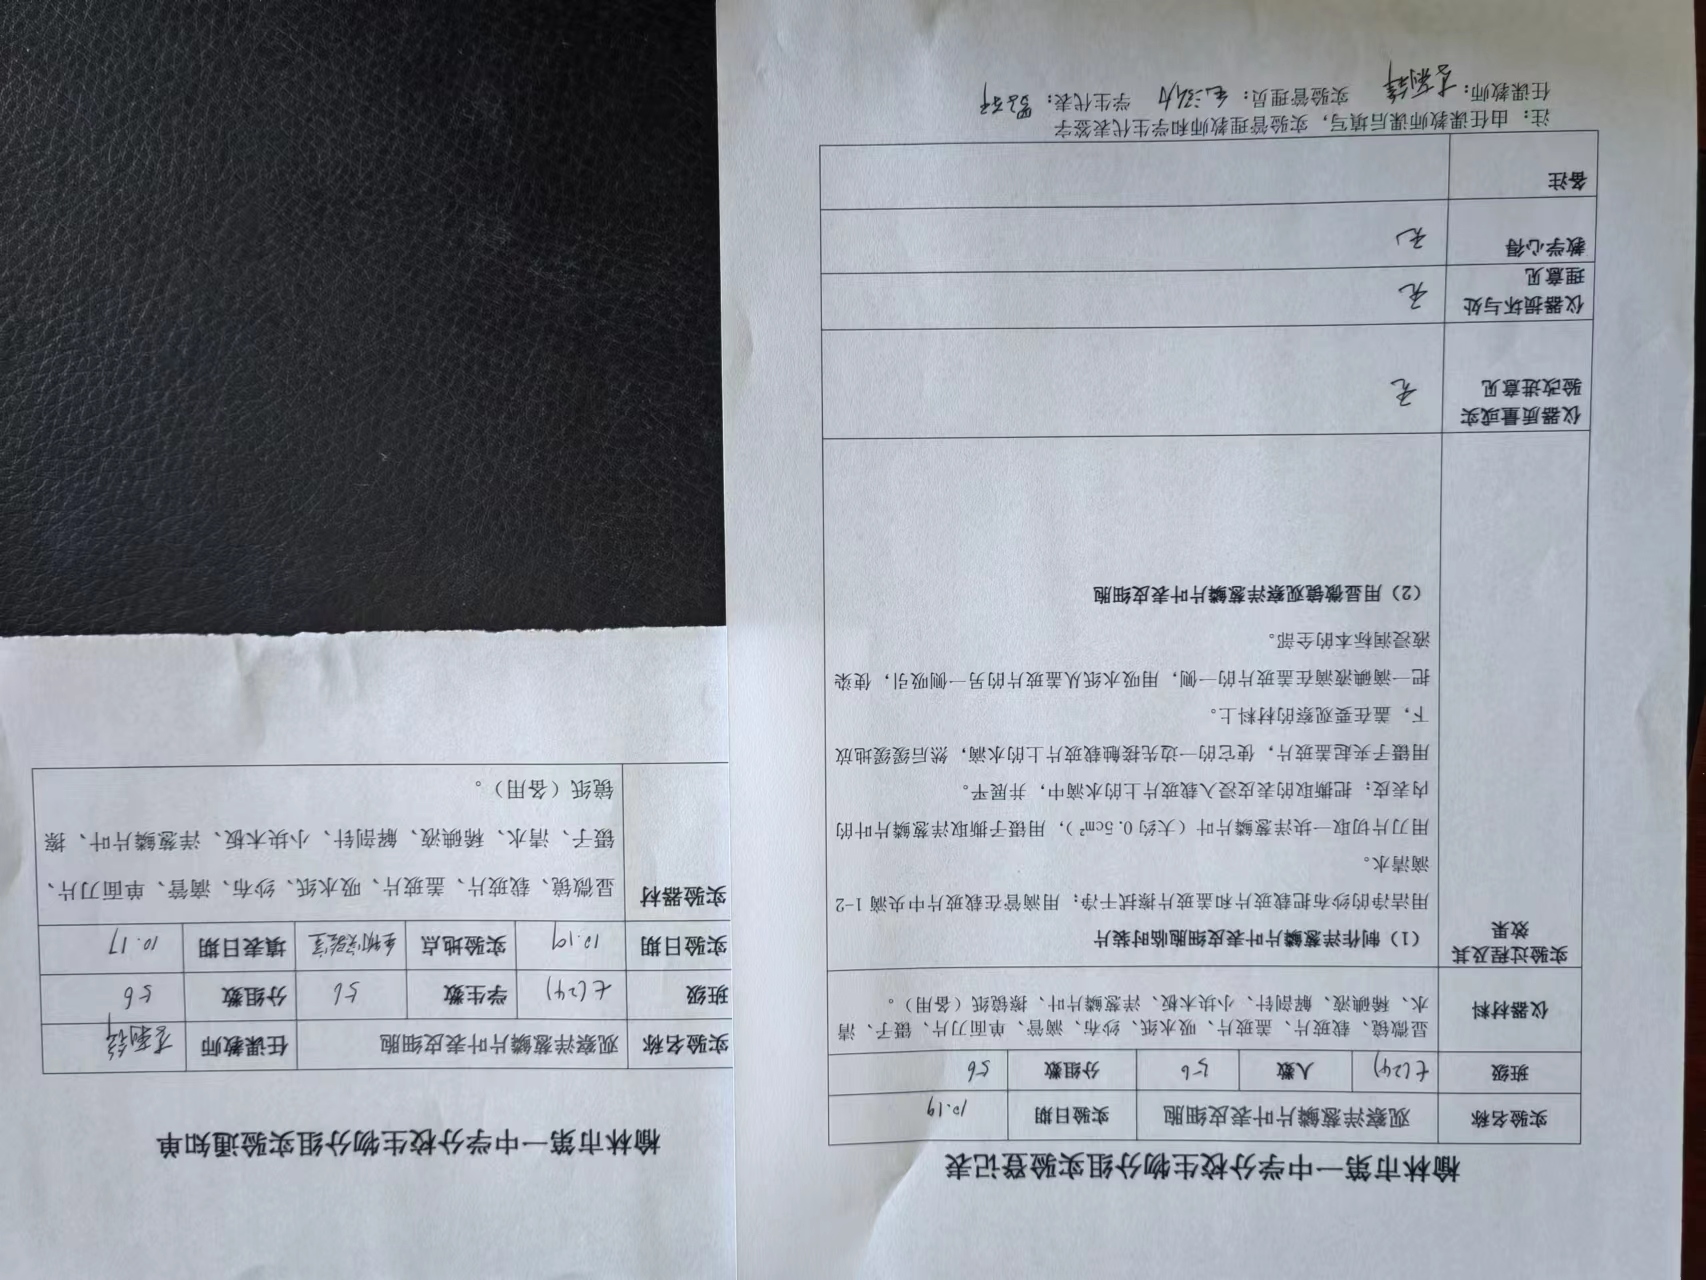 榆林市第一中学分校生物分组实验登记表
实验名称 观察洋葱鳞片叶表皮细胞 实验日期 10.19
班级 七(24) 人数 56 分组数 56
仪器材料
显微镜、载玻片、盖玻片、吸水纸、纱布、滴管、单面刀片、镊子、清
水、稀碘液、解剖针、小块木板、洋葱鳞片叶、擦镜纸（备用）。
实验过程及其
效果
（1）制作洋葱鳞片叶表皮细胞临时装片
用洁净的纱布把载玻片和盖玻片擦拭干净；用滴管在载玻片中央滴 1-2
滴清水。
用刀片切取一块洋葱鳞片叶（大约 0.5cm²），用镊子撕取洋葱鳞片叶的
内表皮；把撕取的表皮浸入载玻片上的水滴中，并展平。
用镊子夹起盖玻片，使它的一边先接触载玻片上的水滴，然后缓缓地放
下，盖在要观察的材料上。
把一滴碘液滴在盖玻片的一侧，用吸水纸从盖玻片的另一侧吸引，使染
液浸润标本的全部。
（2）用显微镜观察洋葱鳞片叶表皮细胞
仪器质量或实
验改进意见
无
仪器损坏与处
理意见
无
教学心得
无
备注
注：由任课教师课后填写，实验管理教师和学生代表签字
任课教师： 实验管理员： 学生代表：
榆林市第一中学分校生物分组实验通知单
实验名称 观察洋葱鳞片叶表皮细胞 任课教师
班级 七(24) 学生数 56 分组数 56
实验日期 10.19 实验地点 生物实验室 填表日期 10.17
实验器材
显微镜、载玻片、盖玻片、吸水纸、纱布、滴管、单面刀片、
镊子、清水、稀碘液、解剖针、小块木板、洋葱鳞片叶、擦
镜纸（备用）。